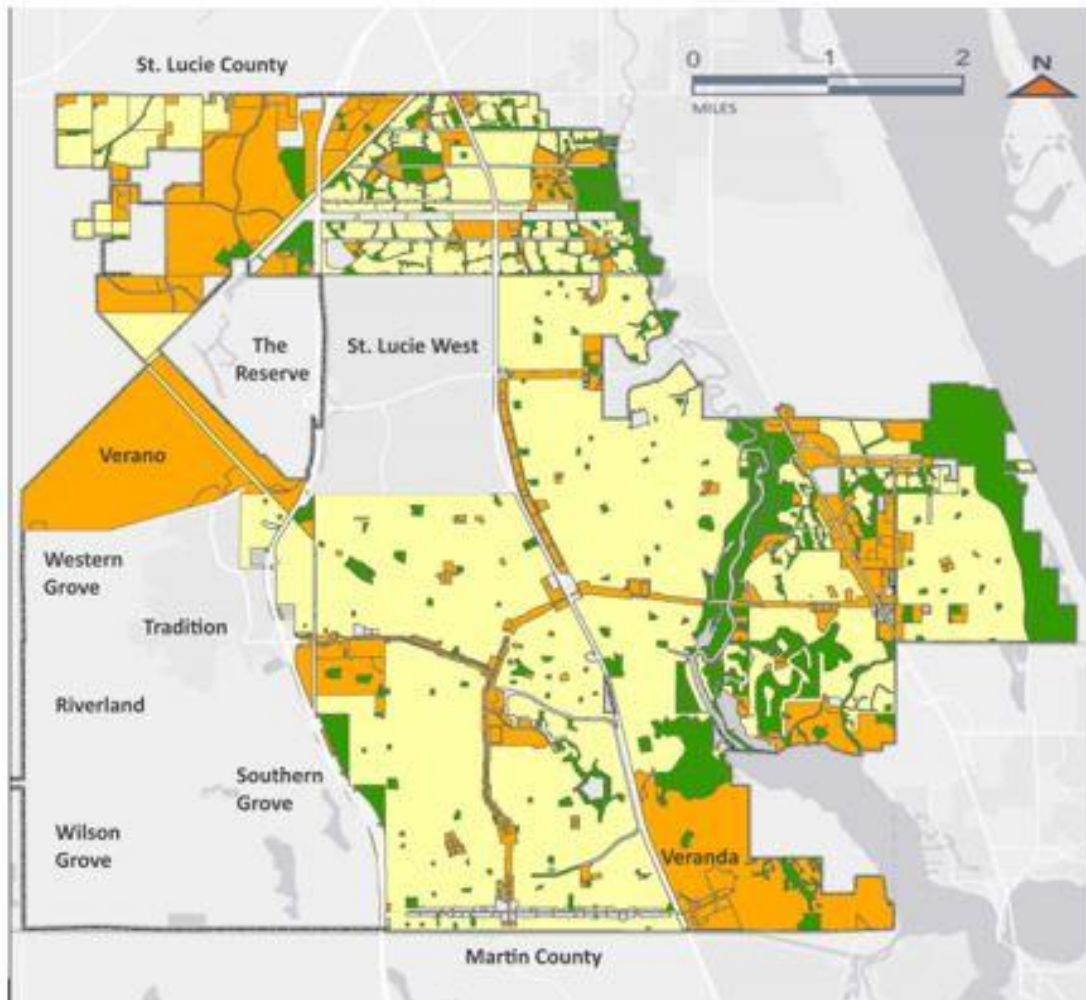 St. Lucie County
0 1 2
MILES
N
The
Reserve
St. Lucie West
Verano
Western
Grove
Tradition
Riverland
Southern
Grove
Wilson
Grove
Veranda
Martin County